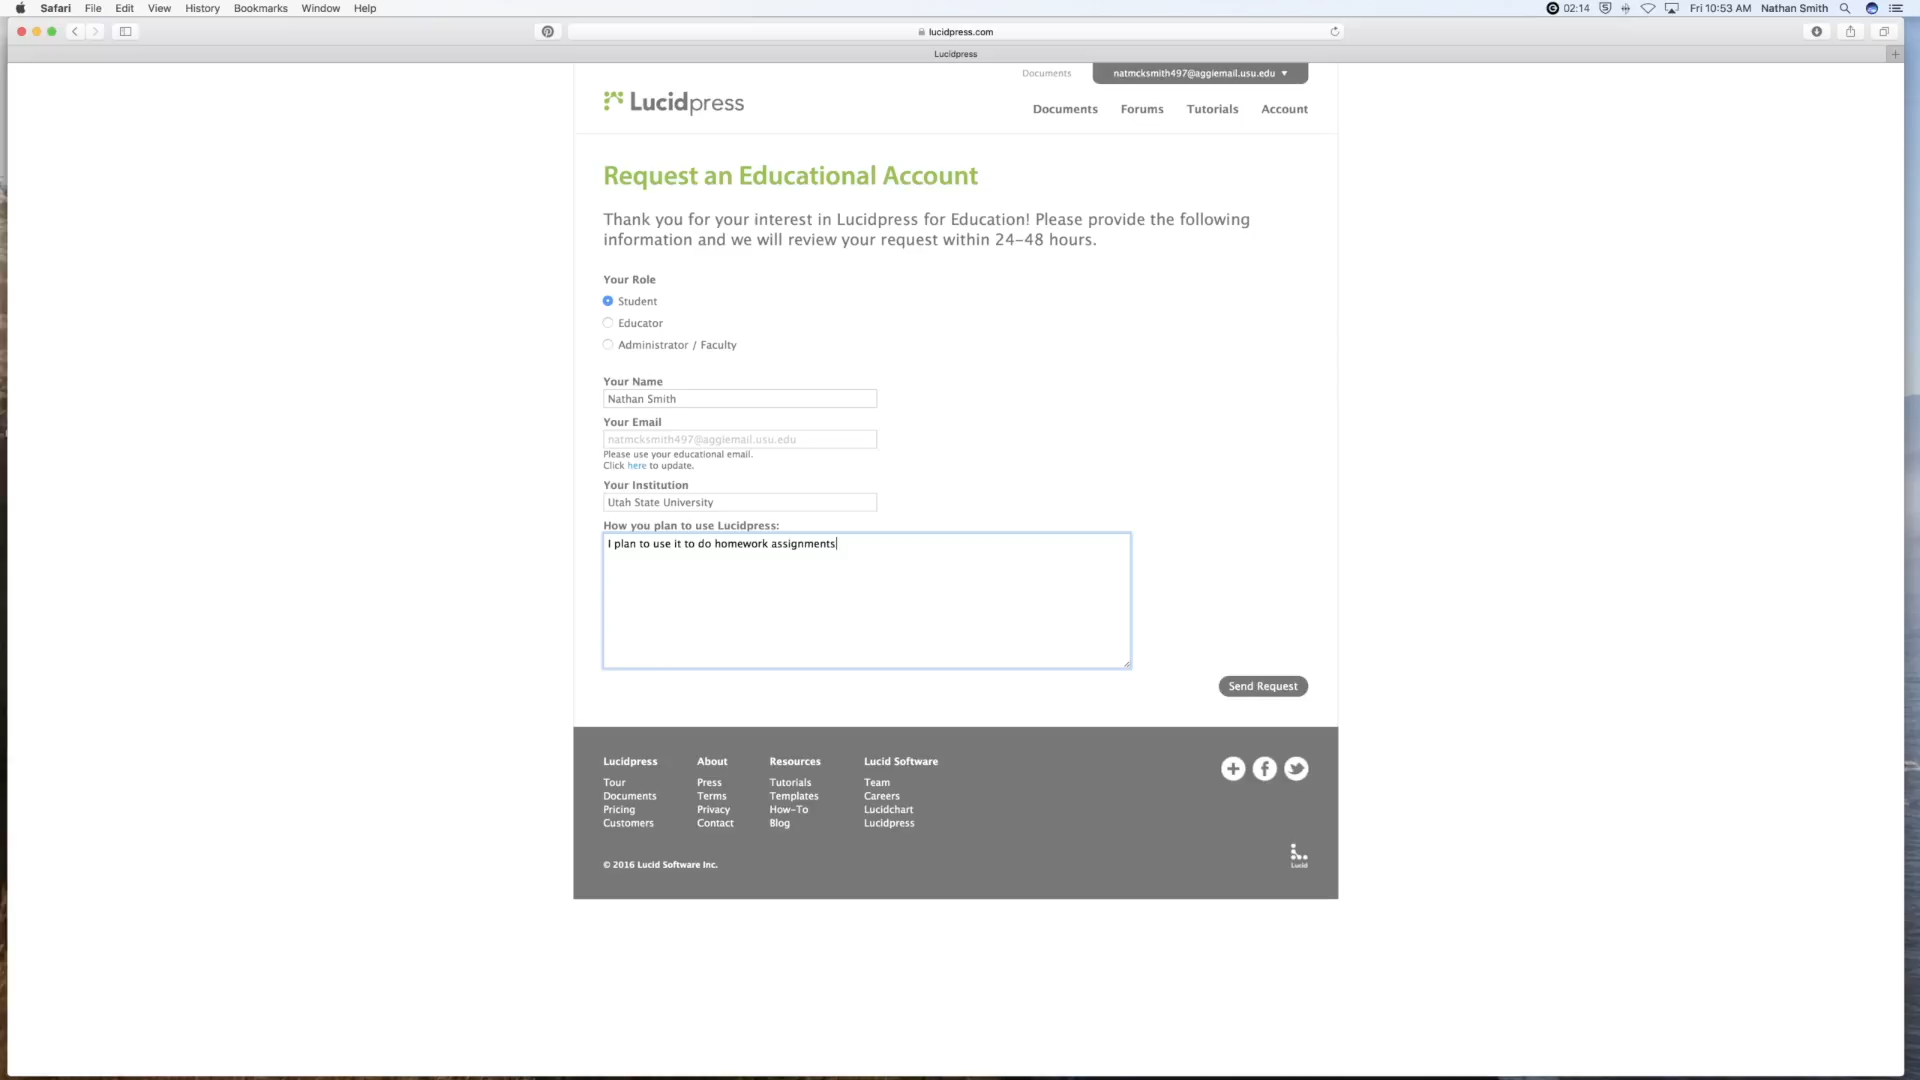 Safari File Edit View History Bookmarks Window Help 02:14 Fri 10:53 AM Nathan Smith
lucidpress.com
Lucidpress
Documents natmcksmith497@aggiemail.usu.edu
Lucidpress
Documents Forums Tutorials Account
Request an Educational Account
Thank you for your interest in Lucidpress for Education! Please provide the following
information and we will review your request within 24-48 hours.
Your Role
Student
Educator
Administrator / Faculty
Your Name
Nathan Smith
Your Email
natmcksmith497@aggiemail.usu.edu
Please use your educational email.
Click here to update.
Your Institution
Utah State University
How you plan to use Lucidpress:
I plan to use it to do homework assignments
Send Request
Lucidpress About Resources Lucid Software
Tour Press Tutorials Team
Documents Terms Templates Careers
Pricing Privacy How-To Lucidchart
Customers Contact Blog Lucidpress
© 2016 Lucid Software Inc.
Lucid